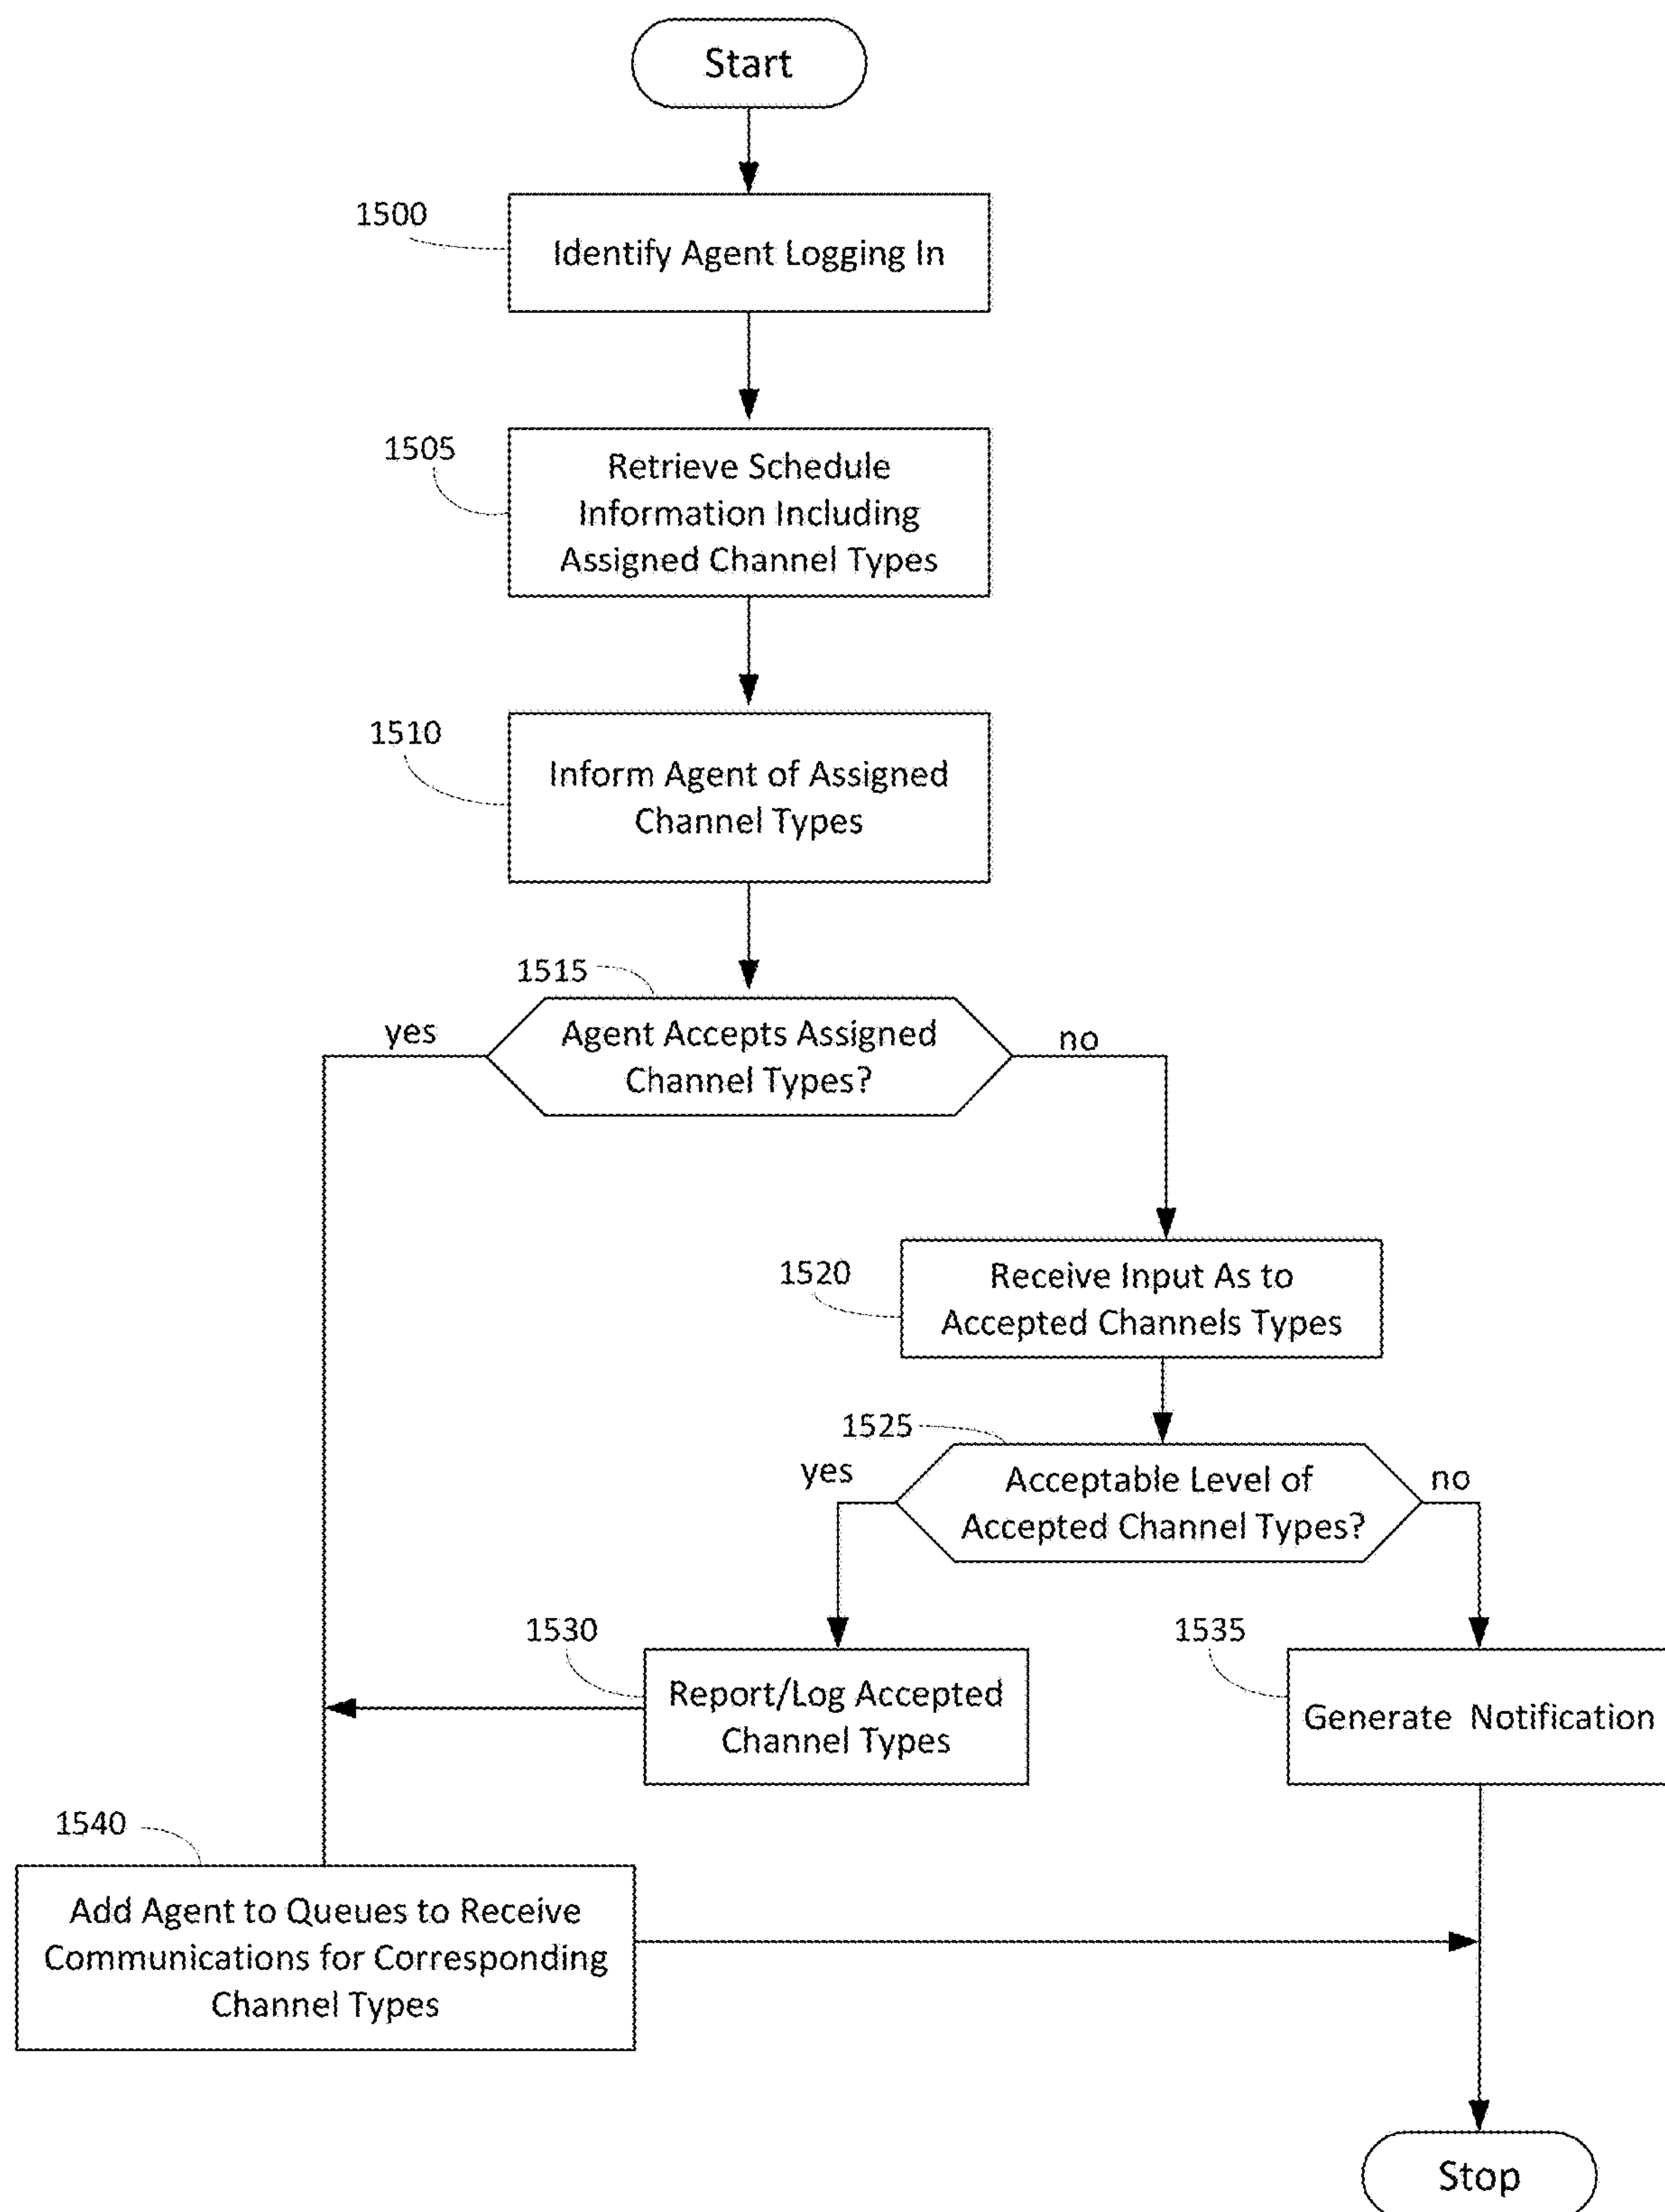 Start
1500
Identify Agent Logging In
1505
Retrieve Schedule
Information Including
Assigned Channel Types
1510
Inform Agent of Assigned
Channel Types
1515
yes
Agent Accepts Assigned
Channel Types?
no
1520
Receive Input As to
Accepted Channels Types
1525
yes
Acceptable Level of
Accepted Channel Types?
no
1530
Report/Log Accepted
Channel Types
1535
Generate Notification
1540
Add Agent to Queues to Receive
Communications for Corresponding
Channel Types
Stop